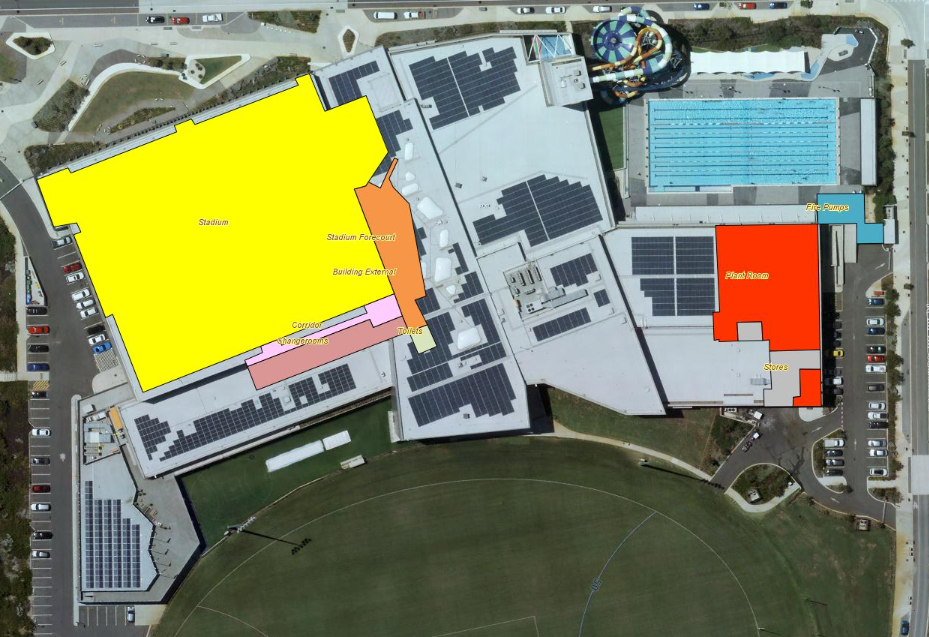 Fire Pumps
Stadium
Stadium Forecourt
Building External
Plant Room
Corridor
Changerooms
Toilets
Stores